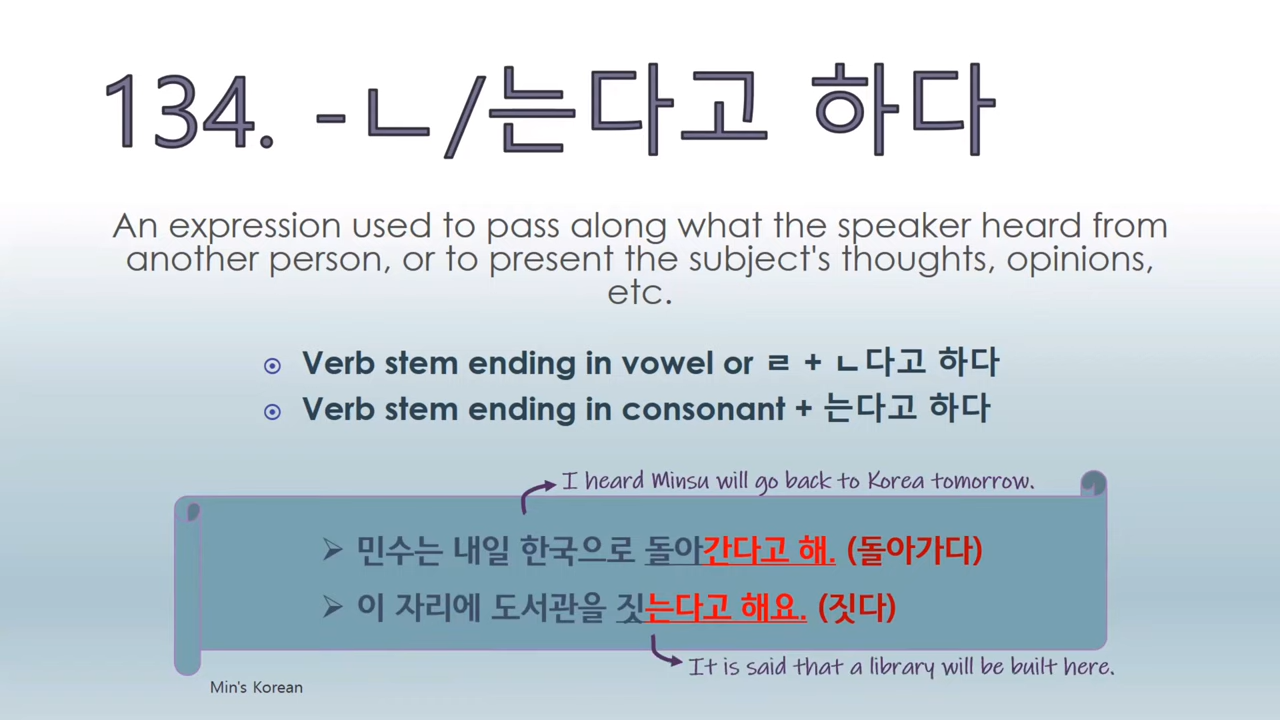 134. -ㄴ/는다고 하다
An expression used to pass along what the speaker heard from
another person, or to present the subject's thoughts, opinions,
etc.
Verb stem ending in vowel or ㄹ + ㄴ다고 하다
Verb stem ending in consonant + 는다고 하다
I heard Minsu will go back to Korea tomorrow.
민수는 내일 한국으로 돌아간다고 해. (돌아가다)
이 자리에 도서관을 짓는다고 해요. (짓다)
It is said that a library will be built here.
Min's Korean